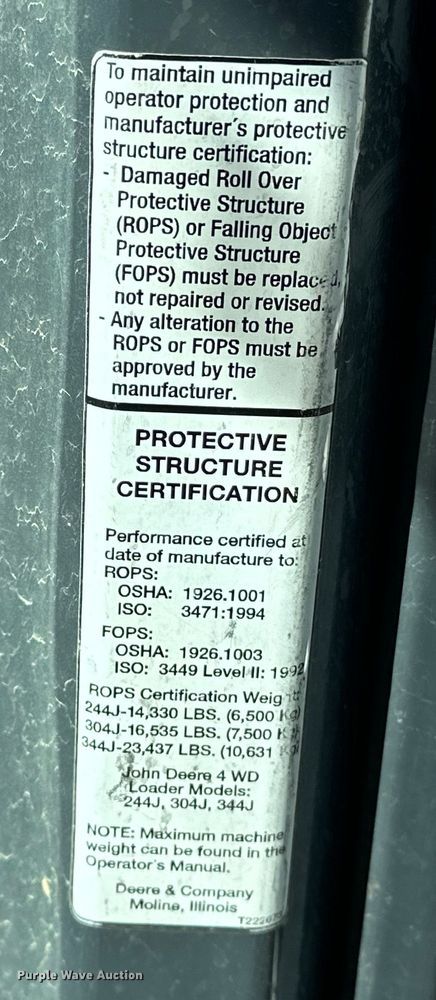 To maintain unimpaired
operator protection and
manufacturer's protective
structure certification:
- Damaged Roll Over
Protective Structure
(ROPS) or Falling Object
Protective Structure
(FOPS) must be replaced,
not repaired or revised.
- Any alteration to the
ROPS or FOPS must be
approved by the
manufacturer.
PROTECTIVE
STRUCTURE
CERTIFICATION
Performance certified at
date of manufacture to:
ROPS:
OSHA: 1926.1001
ISO: 3471:1994
FOPS:
OSHA: 1926.1003
ISO: 3449 Level II: 1992
ROPS Certification Weight
244J-14,330 LBS. (6,500 Kg)
304J-16,535 LBS. (7,500 Kg)
344J-23,437 LBS. (10,631 Kg)
John Deere 4 WD
Loader Models:
244J, 304J, 344J
NOTE: Maximum machine
weight can be found in the
Operator's Manual.
Deere & Company
Moline, Illinois
Purple Wave Auction